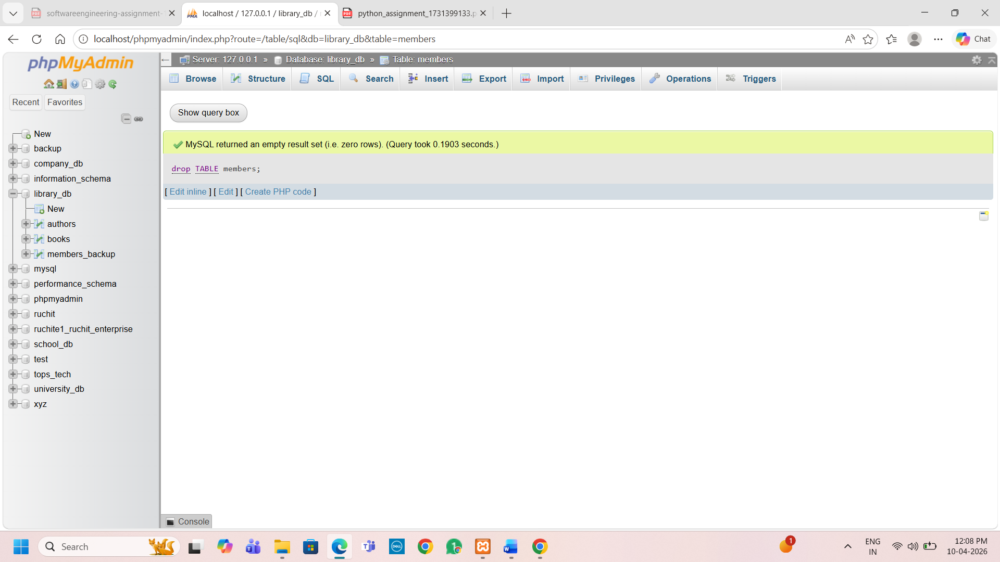 softwareengineering-assignment-
localhost / 127.0.0.1 / library_db /
python_assignment_1731399133.p
localhost/phpmyadmin/index.php?route=/table/sql&db=library_db&table=members
Chat
phpMyAdmin
Recent
Favorites
New
backup
company_db
information_schema
library_db
New
authors
books
members_backup
mysql
performance_schema
phpmyadmin
ruchit
ruchite1_ruchit_enterprise
school_db
test
tops_tech
university_db
xyz
Server: 127.0.0.1 » Database: library_db » Table: members
Browse
Structure
SQL
Search
Insert
Export
Import
Privileges
Operations
Triggers
Show query box
MySQL returned an empty result set (i.e. zero rows). (Query took 0.1903 seconds.)
drop TABLE members;
[ Edit inline ] [ Edit ] [ Create PHP code ]
Console
Search
1
ENG
IN
12:08 PM
10-04-2026